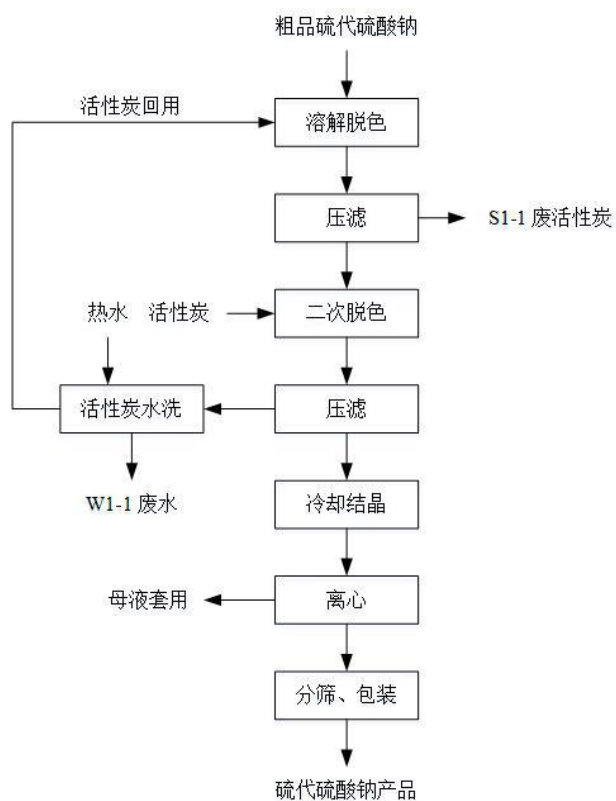 粗品硫代硫酸钠
活性炭回用
溶解脱色
压滤
S1-1 废活性炭
热水 活性炭
二次脱色
活性炭水洗
压滤
W1-1 废水
冷却结晶
母液套用
离心
分筛、包装
硫代硫酸钠产品